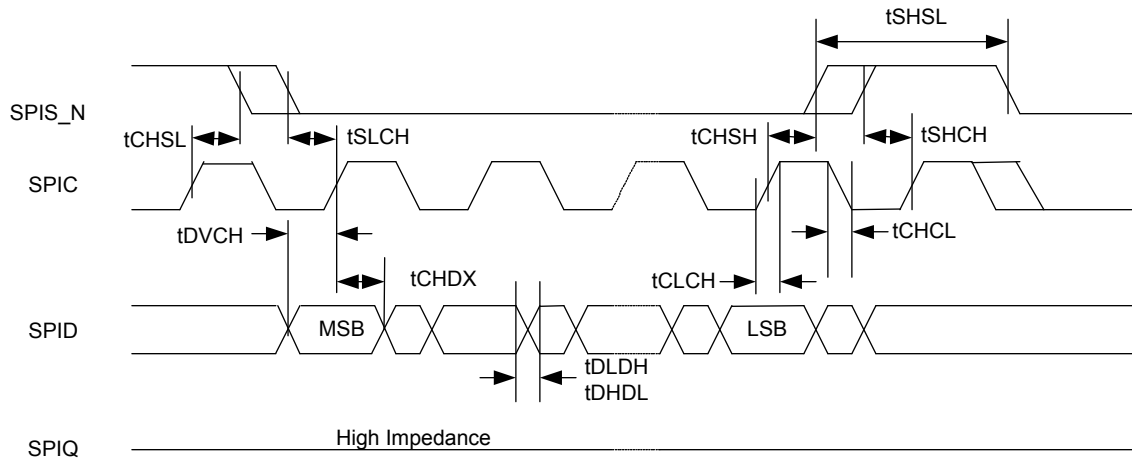 tSHSL
SPIS_N
tCHSL
tSLCH
tCHSH
tSHCH
SPIC
tDVCH
tCHCL
tCHDX
tCLCH
SPID
MSB
LSB
tDLDH
tDHDL
High Impedance
SPIQ